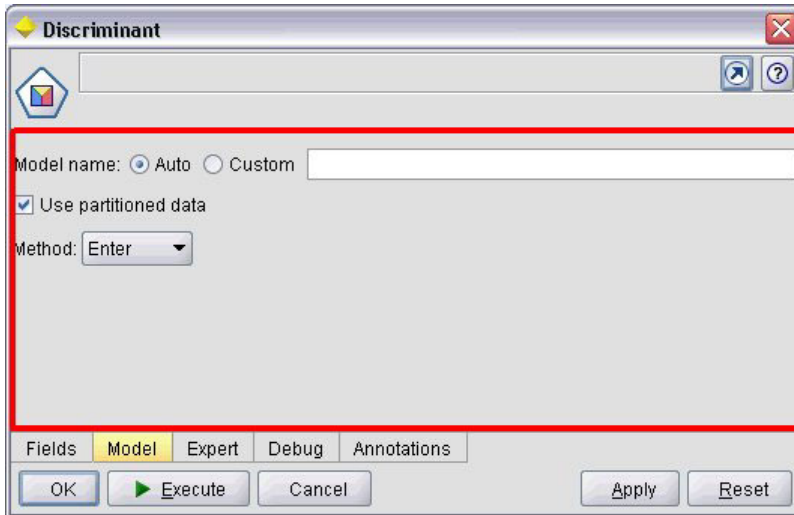 Discriminant
Model name: Auto Custom
Use partitioned data
Method: Enter
Fields Model Expert Debug Annotations
OK Execute Cancel Apply Reset